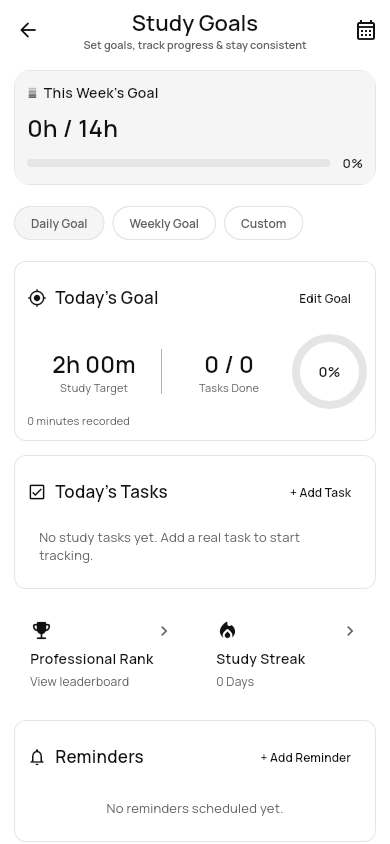 Study Goals
Set goals, track progress & stay consistent
This Week's Goal
0h / 14h
0%
Daily Goal
Weekly Goal
Custom
Today's Goal
Edit Goal
2h 00m
0 / 0
0%
Study Target
Tasks Done
0 minutes recorded
Today's Tasks
+ Add Task
No study tasks yet. Add a real task to start
tracking.
Professional Rank
View leaderboard
Study Streak
0 Days
Reminders
+ Add Reminder
No reminders scheduled yet.